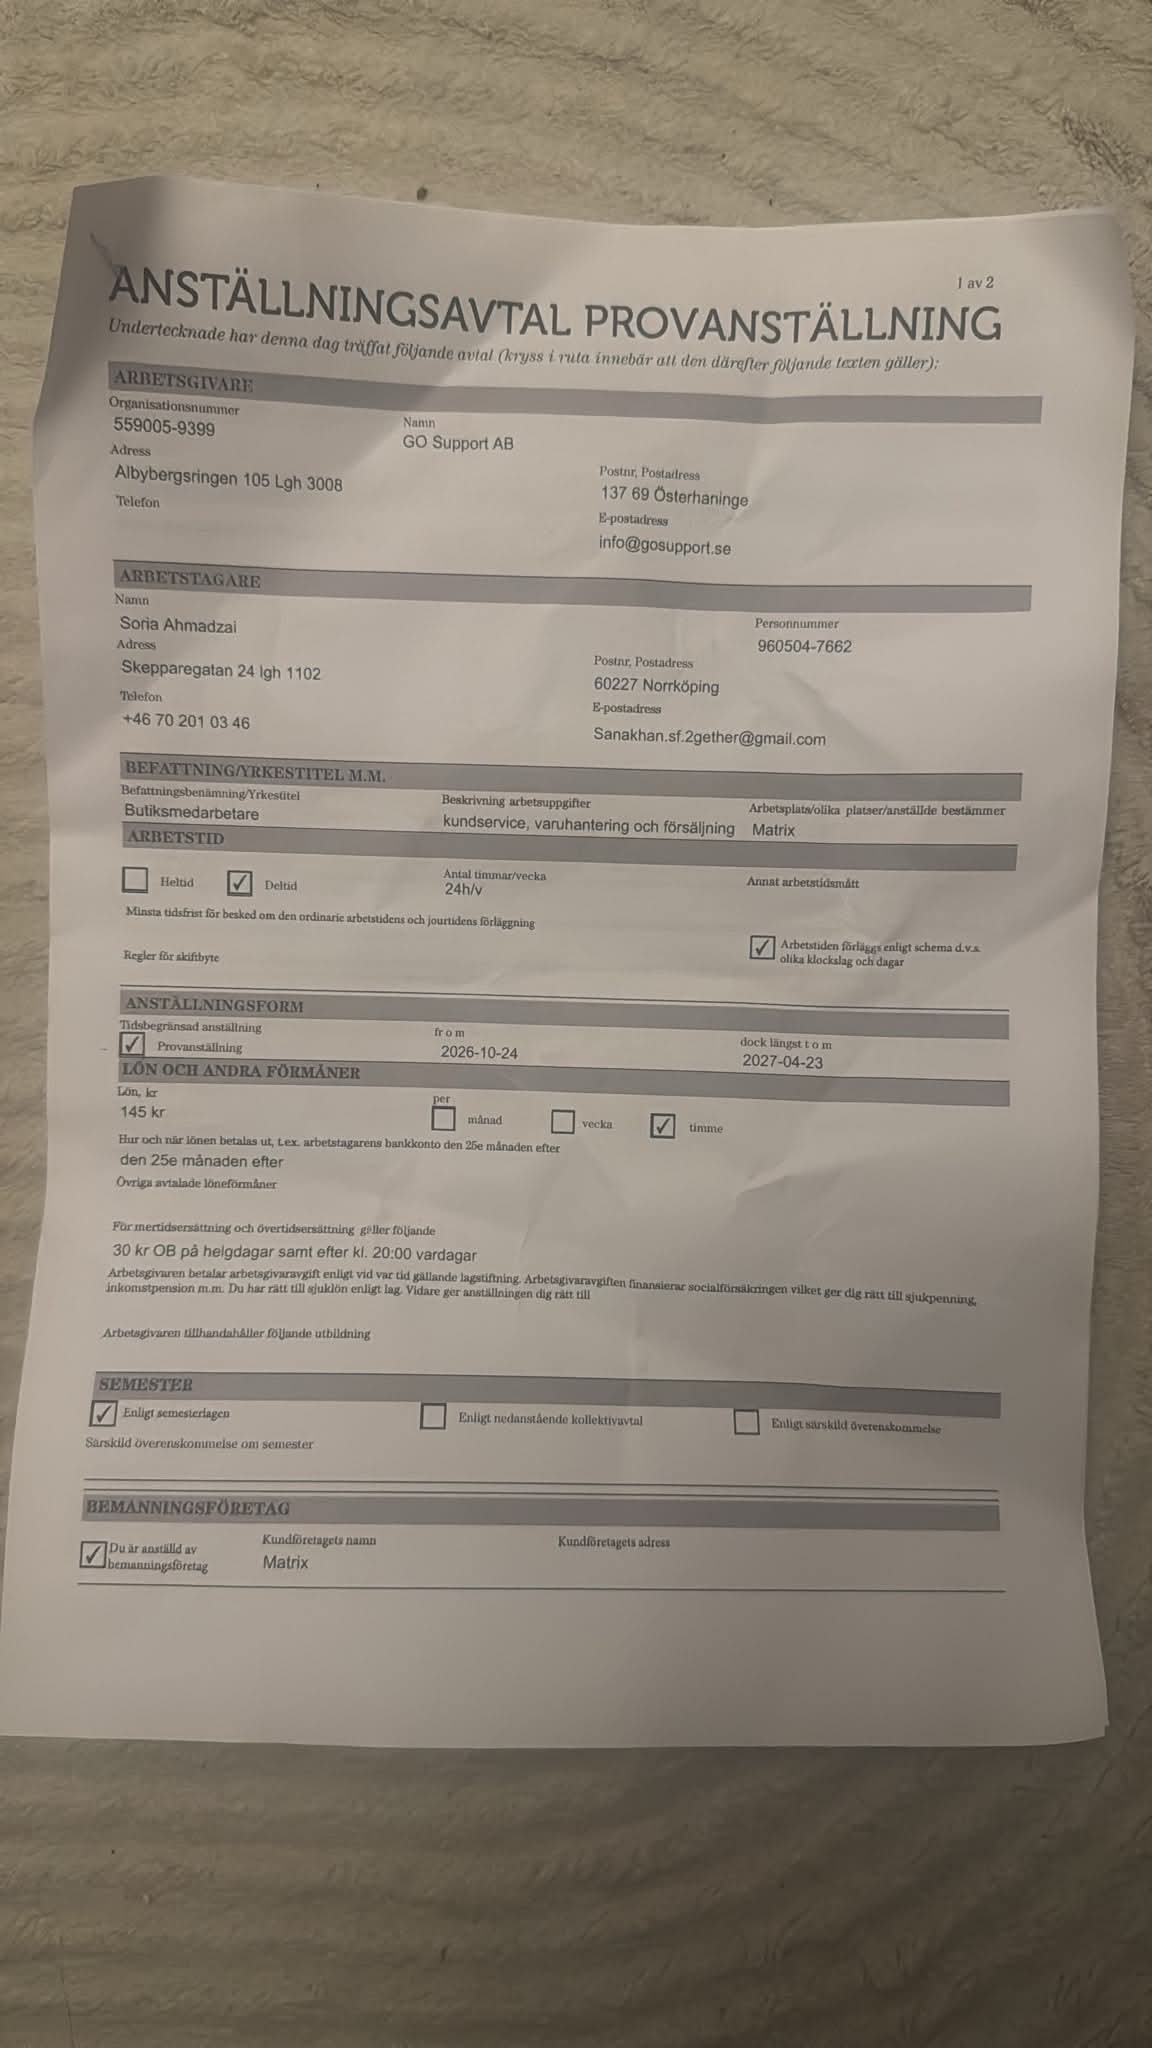 1 av 2
ANSTÄLLNINGSAVTAL PROVANSTÄLLNING
Undertecknade har denna dag träffat följande avtal (kryss i ruta innebär att den därefter följande texten gäller):
ARBETSGIVARE
Organisationsnummer Namn
559005-9399 GO Support AB
Adress Postnr, Postadress
Albybergsringen 105 Lgh 3008 137 69 Österhaninge
Telefon E-postadress
info@gosupport.se
ARBETSTAGARE
Namn Personnummer
Soria Ahmadzai 960504-7662
Adress Postnr, Postadress
Skepparegatan 24 lgh 1102 60227 Norrköping
Telefon E-postadress
+46 70 201 03 46 Sanakhan.sf.2gether@gmail.com
BEFATTNING/YRKESTITEL M.M.
Befattningsbenämning/Yrkestitel Beskrivning arbetsuppgifter Arbetsplats/olika platser/anställde bestämmer
Butiksmedarbetare kundservice, varuhantering och försäljning Matrix
ARBETSTID
Heltid Deltid Antal timmar/vecka Annat arbetstidsmått
24h/v
Minsta tidsfrist för besked om den ordinarie arbetstidens och jourtidens förläggning
Regler för skiftbyte Arbetstiden förläggs enligt schema d.v.s.
olika klockslag och dagar
ANSTÄLLNINGSFORM
Tidsbegränsad anställning fr o m dock längst t o m
Provanställning 2026-10-24 2027-04-23
LÖN OCH ANDRA FÖRMÅNER
Lön, kr per
145 kr månad vecka timme
Hur och när lönen betalas ut, t.ex. arbetstagarens bankkonto den 25e månaden efter
den 25e månaden efter
Övriga avtalade löneförmåner
För mertidsersättning och övertidsersättning gäller följande
30 kr OB på helgdagar samt efter kl. 20:00 vardagar
Arbetsgivaren betalar arbetsgivaravgift enligt vid var tid gällande lagstiftning. Arbetsgivaravgiften finansierar socialförsäkringen vilket ger dig rätt till sjukpenning,
inkomstpension m.m. Du har rätt till sjuklön enligt lag. Vidare ger anställningen dig rätt till
Arbetsgivaren tillhandahåller följande utbildning
SEMESTER
Enligt semesterlagen Enligt nedanstående kollektivavtal Enligt särskild överenskommelse
Särskild överenskommelse om semester
BEMANNINGSFÖRETAG
Du är anställd av Kundföretagets namn Kundföretagets adress
bemanningsföretag Matrix